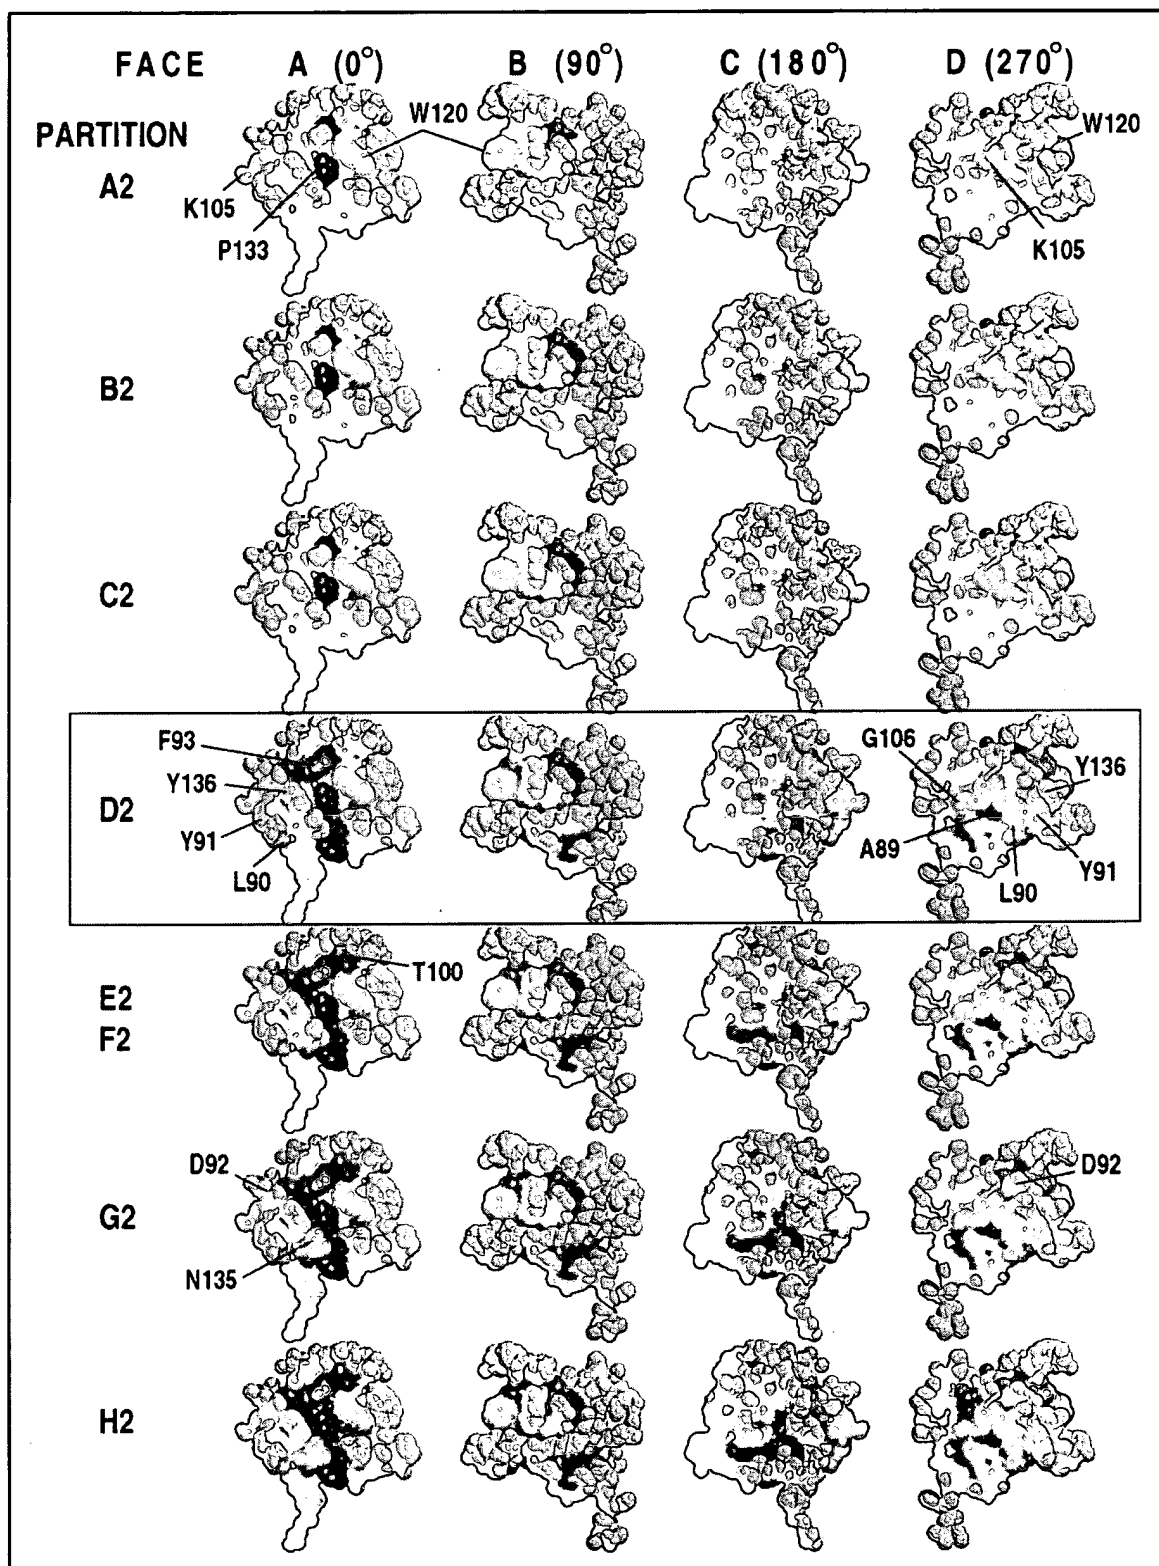 FACE A (0°) B (90°) C (180°) D (270°)
PARTITION
W120
W120
A2
K105
P133
K105
B2
C2
F93
G106
Y136
Y136
D2
Y91
A89
L90
L90
Y91
T100
E2
F2
D92
D92
G2
N135
H2